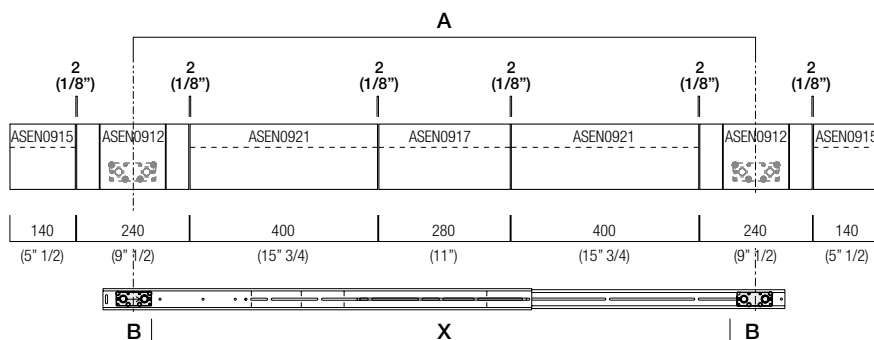 A
2 2 2 2 2 2
(1/8”) (1/8”) (1/8”) (1/8”) (1/8”) (1/8”)
ASEN0915 ASEN0912 ASEN0921 ASEN0917 ASEN0921 ASEN0912 ASEN0915
140 240 400 280 400 240 140
(5” 1/2) (9” 1/2) (15” 3/4) (11”) (15” 3/4) (9” 1/2) (5” 1/2)
B X B